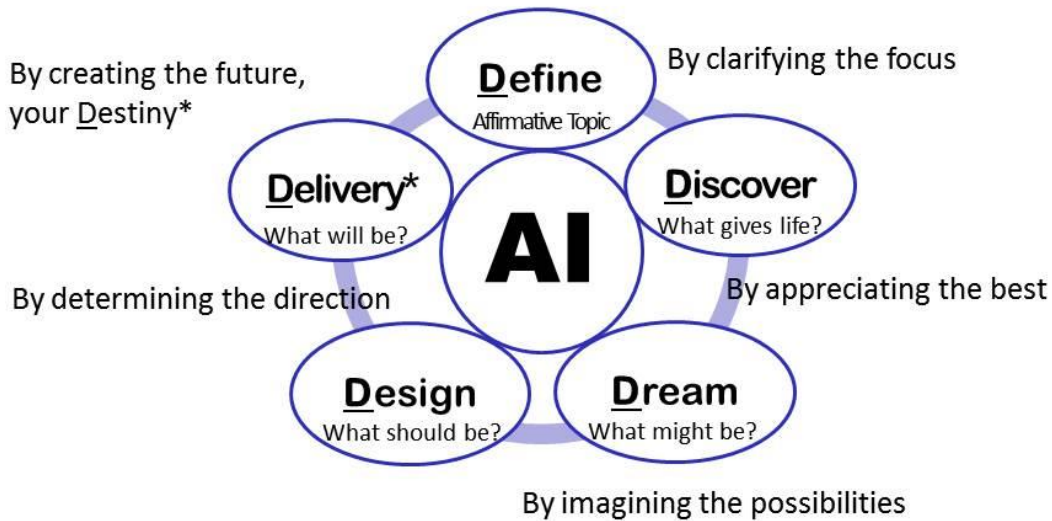 Define
Affirmative Topic
By clarifying the focus
Discover
What gives life?
By appreciating the best
Dream
What might be?
By imagining the possibilities
Design
What should be?
By determining the direction
Delivery*
What will be?
By creating the future,
your Destiny*
AI